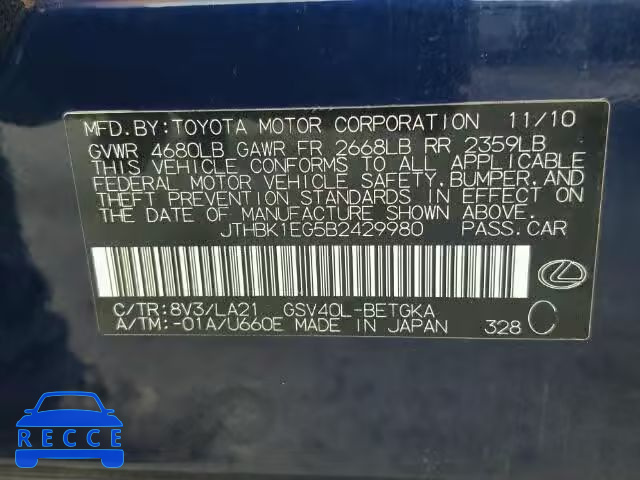 MFD.BY:TOYOTA MOTOR CORPORATION 11/10
GVWR 4680LB GAWR FR 2668LB RR 2359LB
THIS VEHICLE CONFORMS TO ALL APPLICABLE
FEDERAL MOTOR VEHICLE SAFETY,BUMPER,AND
THEFT PREVENTION STANDARDS IN EFFECT ON
THE DATE OF MANUFACTURE SHOWN ABOVE.
JTHBK1EG5B2429980 PASS.CAR
C/TR:8V3/LA21 GSV40L-BETGKA
A/TM:-01A/U660E MADE IN JAPAN 328
RECCE